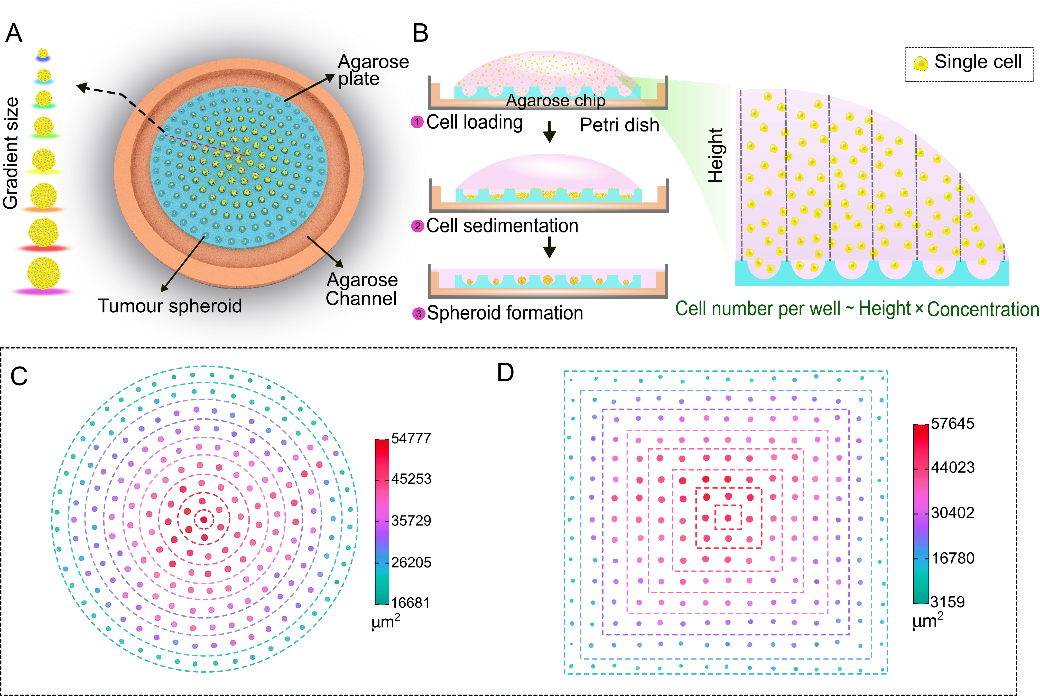 A
Gradient size
Agarose
plate
Tumour spheroid
Agarose
Channel
B
Agarose chip
1 Cell loading
Petri dish
2 Cell sedimentation
3 Spheroid formation
Single cell
Height
Cell number per well ~ Height × Concentration
C
54777
45253
35729
26205
16681
µm²
D
57645
44023
30402
16780
3159
µm²